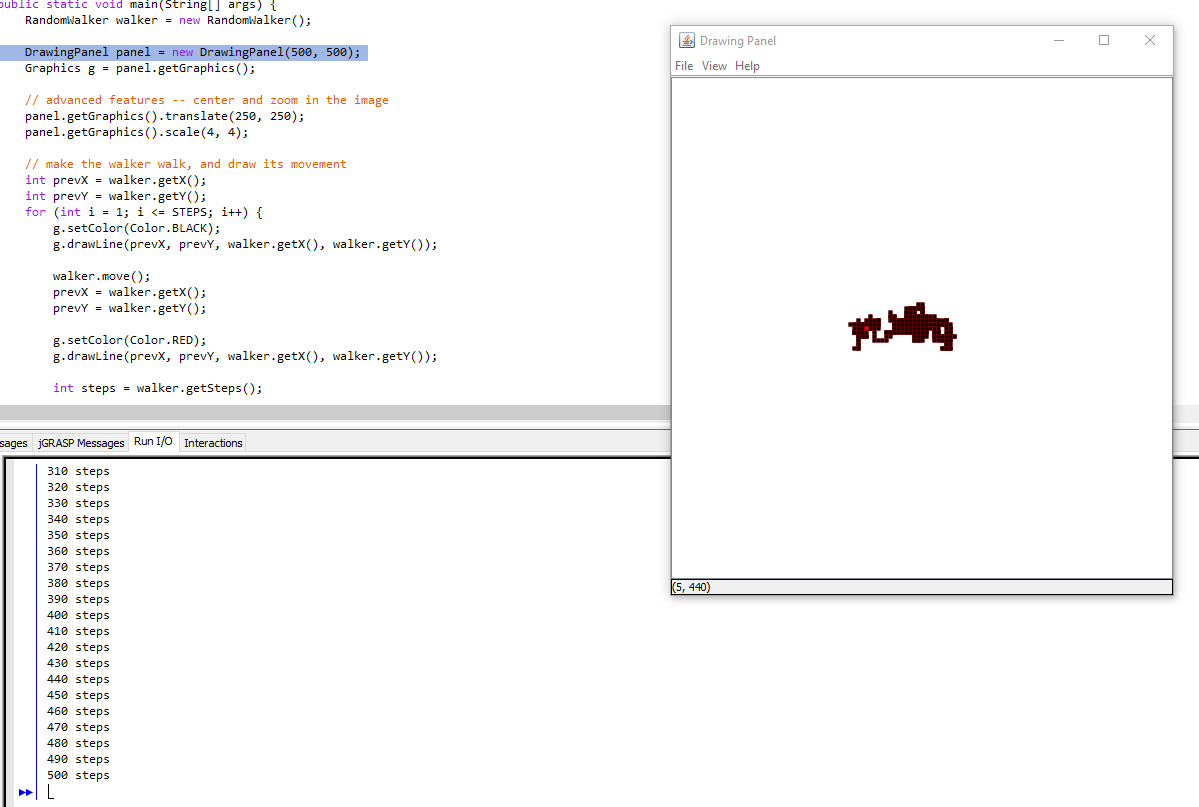 public static void main(String[] args) {
RandomWalker walker = new RandomWalker();
DrawingPanel panel = new DrawingPanel(500, 500);
Graphics g = panel.getGraphics();
// advanced features -- center and zoom in the image
panel.getGraphics().translate(250, 250);
panel.getGraphics().scale(4, 4);
// make the walker walk, and draw its movement
int prevX = walker.getX();
int prevY = walker.getY();
for (int i = 1; i <= STEPS; i++) {
g.setColor(Color.BLACK);
g.drawLine(prevX, prevY, walker.getX(), walker.getY());
walker.move();
prevX = walker.getX();
prevY = walker.getY();
g.setColor(Color.RED);
g.drawLine(prevX, prevY, walker.getX(), walker.getY());
int steps = walker.getSteps();
Drawing Panel
File View Help
(5, 440)
ssages jGRASP Messages Run I/O Interactions
310 steps
320 steps
330 steps
340 steps
350 steps
360 steps
370 steps
380 steps
390 steps
400 steps
410 steps
420 steps
430 steps
440 steps
450 steps
460 steps
470 steps
480 steps
490 steps
500 steps